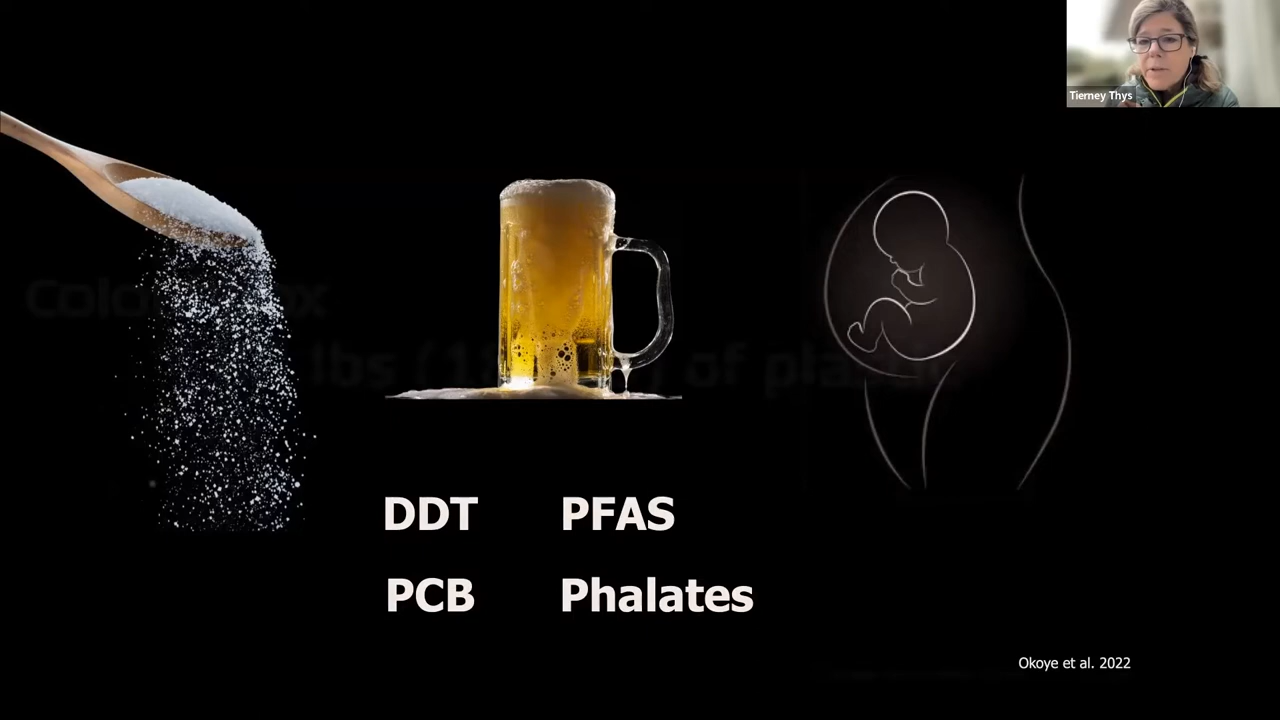 Tierney Thys
DDT PFAS
PCB Phalates
Okoye et al. 2022